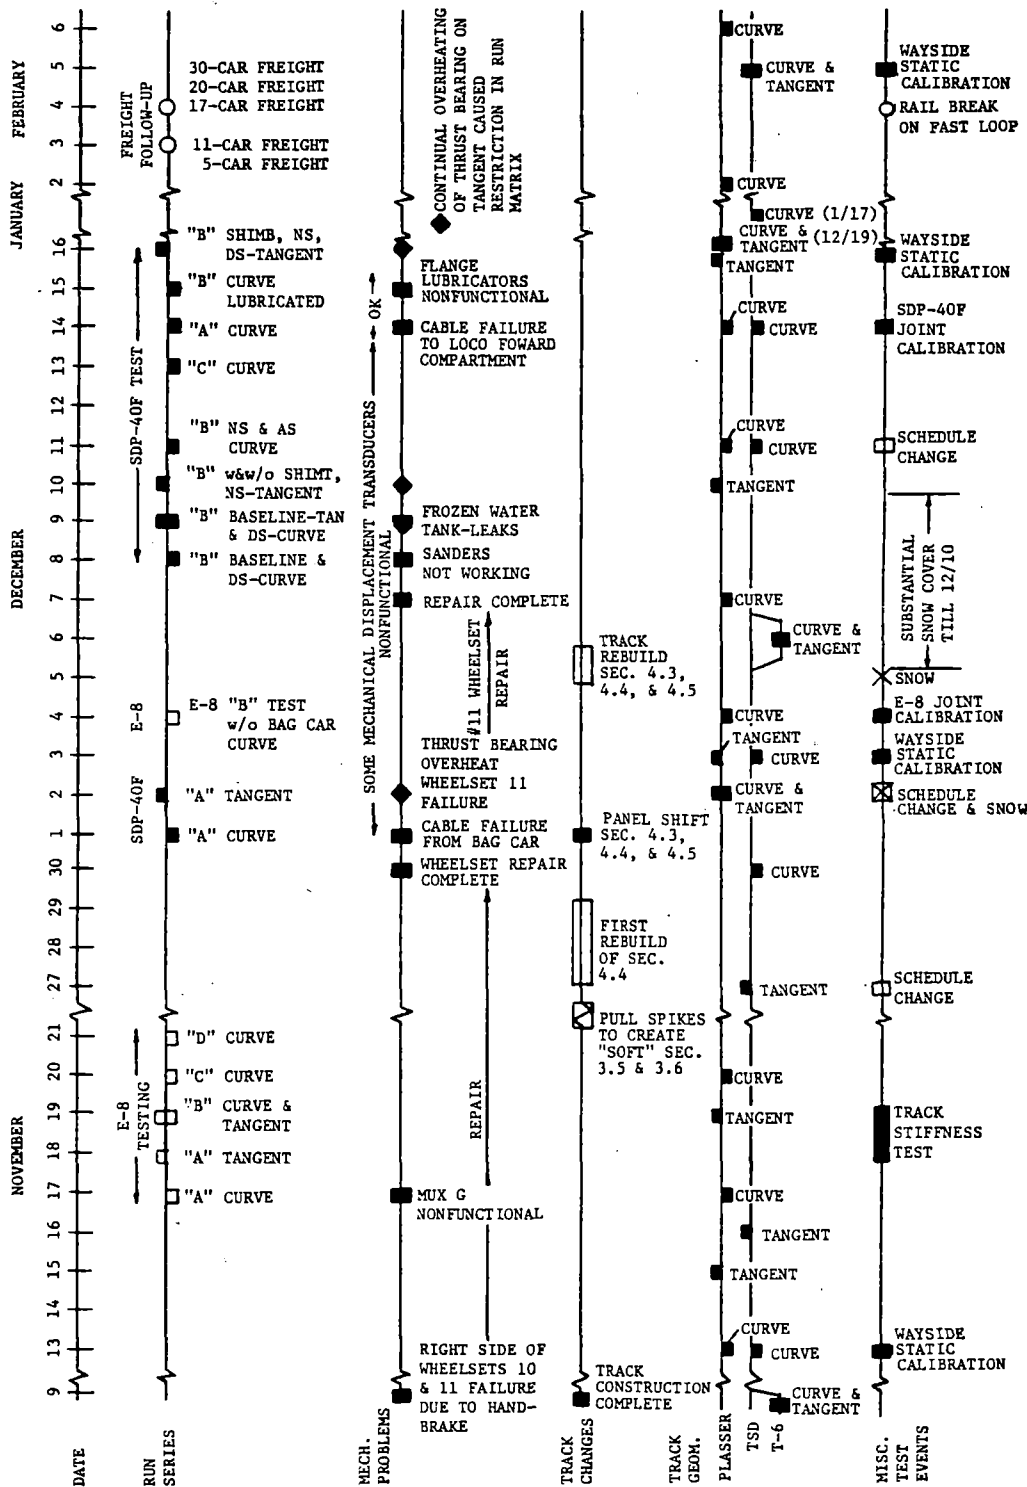 FEBRUARY
JANUARY
DECEMBER
NOVEMBER
6
5
4
3
2
16
15
14
13
12
11
10
9
8
7
6
5
4
3
2
1
30
29
28
27
21
20
19
18
17
16
15
14
13
9
DATE
FREIGHT
FOLLOW-UP
30-CAR FREIGHT
20-CAR FREIGHT
17-CAR FREIGHT
11-CAR FREIGHT
5-CAR FREIGHT
"B" SHIMB, NS,
DS-TANGENT
"B" CURVE
LUBRICATED
"A" CURVE
"C" CURVE
SDP-40F TEST
"B" NS & AS
CURVE
"B" w&w/o SHIMT,
NS-TANGENT
"B" BASELINE-TAN
& DS-CURVE
"B" BASELINE &
DS-CURVE
E-8
E-8 "B" TEST
w/o BAG CAR
CURVE
SDP-40F
"A" TANGENT
"A" CURVE
E-8
TESTING
"D" CURVE
"C" CURVE
"B" CURVE &
TANGENT
"A" TANGENT
"A" CURVE
RUN
SERIES
CONTINUAL OVERHEATING
OF THRUST BEARING ON
TANGENT CAUSED
RESTRICTION IN RUN
MATRIX
FLANGE
LUBRICATORS
NONFUNCTIONAL
OK
CABLE FAILURE
TO LOCO FOWARD
COMPARTMENT
SOME MECHANICAL DISPLACEMENT TRANSDUCERS
NONFUNCTIONAL
FROZEN WATER
TANK-LEAKS
SANDERS
NOT WORKING
REPAIR COMPLETE
#11 WHEELSET
REPAIR
THRUST BEARING
OVERHEAT
WHEELSET 11
FAILURE
CABLE FAILURE
FROM BAG CAR
WHEELSET REPAIR
COMPLETE
REPAIR
MUX G
NONFUNCTIONAL
RIGHT SIDE OF
WHEELSETS 10
& 11 FAILURE
DUE TO HAND-
BRAKE
MECH.
PROBLEMS
TRACK
REBUILD
SEC. 4.3,
4.4, & 4.5
PANEL SHIFT
SEC. 4.3,
4.4, & 4.5
FIRST
REBUILD
OF SEC.
4.4
PULL SPIKES
TO CREATE
"SOFT" SEC.
3.5 & 3.6
TRACK
CONSTRUCTION
COMPLETE
TRACK
CHANGES
CURVE
CURVE &
TANGENT
CURVE
CURVE (1/17)
CURVE &
TANGENT (12/19)
TANGENT
CURVE
CURVE
CURVE
CURVE
TANGENT
CURVE
CURVE &
TANGENT
CURVE
TANGENT
CURVE
CURVE &
TANGENT
CURVE
TANGENT
CURVE
TANGENT
CURVE
TANGENT
TANGENT
CURVE
CURVE
CURVE &
TANGENT
TRACK
GEOM.
PLASSER
TSD
T-6
WAYSIDE
STATIC
CALIBRATION
RAIL BREAK
ON FAST LOOP
WAYSIDE
STATIC
CALIBRATION
SDP-40F
JOINT
CALIBRATION
SCHEDULE
CHANGE
SUBSTANTIAL
SNOW COVER
TILL 12/10
SNOW
E-8 JOINT
CALIBRATION
WAYSIDE
STATIC
CALIBRATION
SCHEDULE
CHANGE & SNOW
SCHEDULE
CHANGE
TRACK
STIFFNESS
TEST
WAYSIDE
STATIC
CALIBRATION
MISC.
TEST
EVENTS